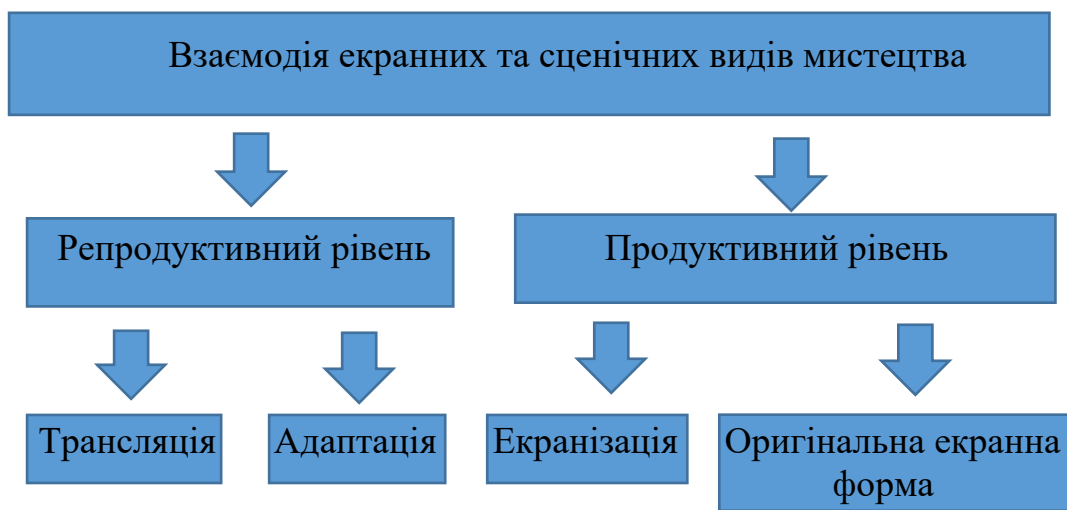 Взаємодія екранних та сценічних видів мистецтва
Репродуктивний рівень
Продуктивний рівень
Трансляція
Адаптація
Екранізація
Оригінальна екранна
форма